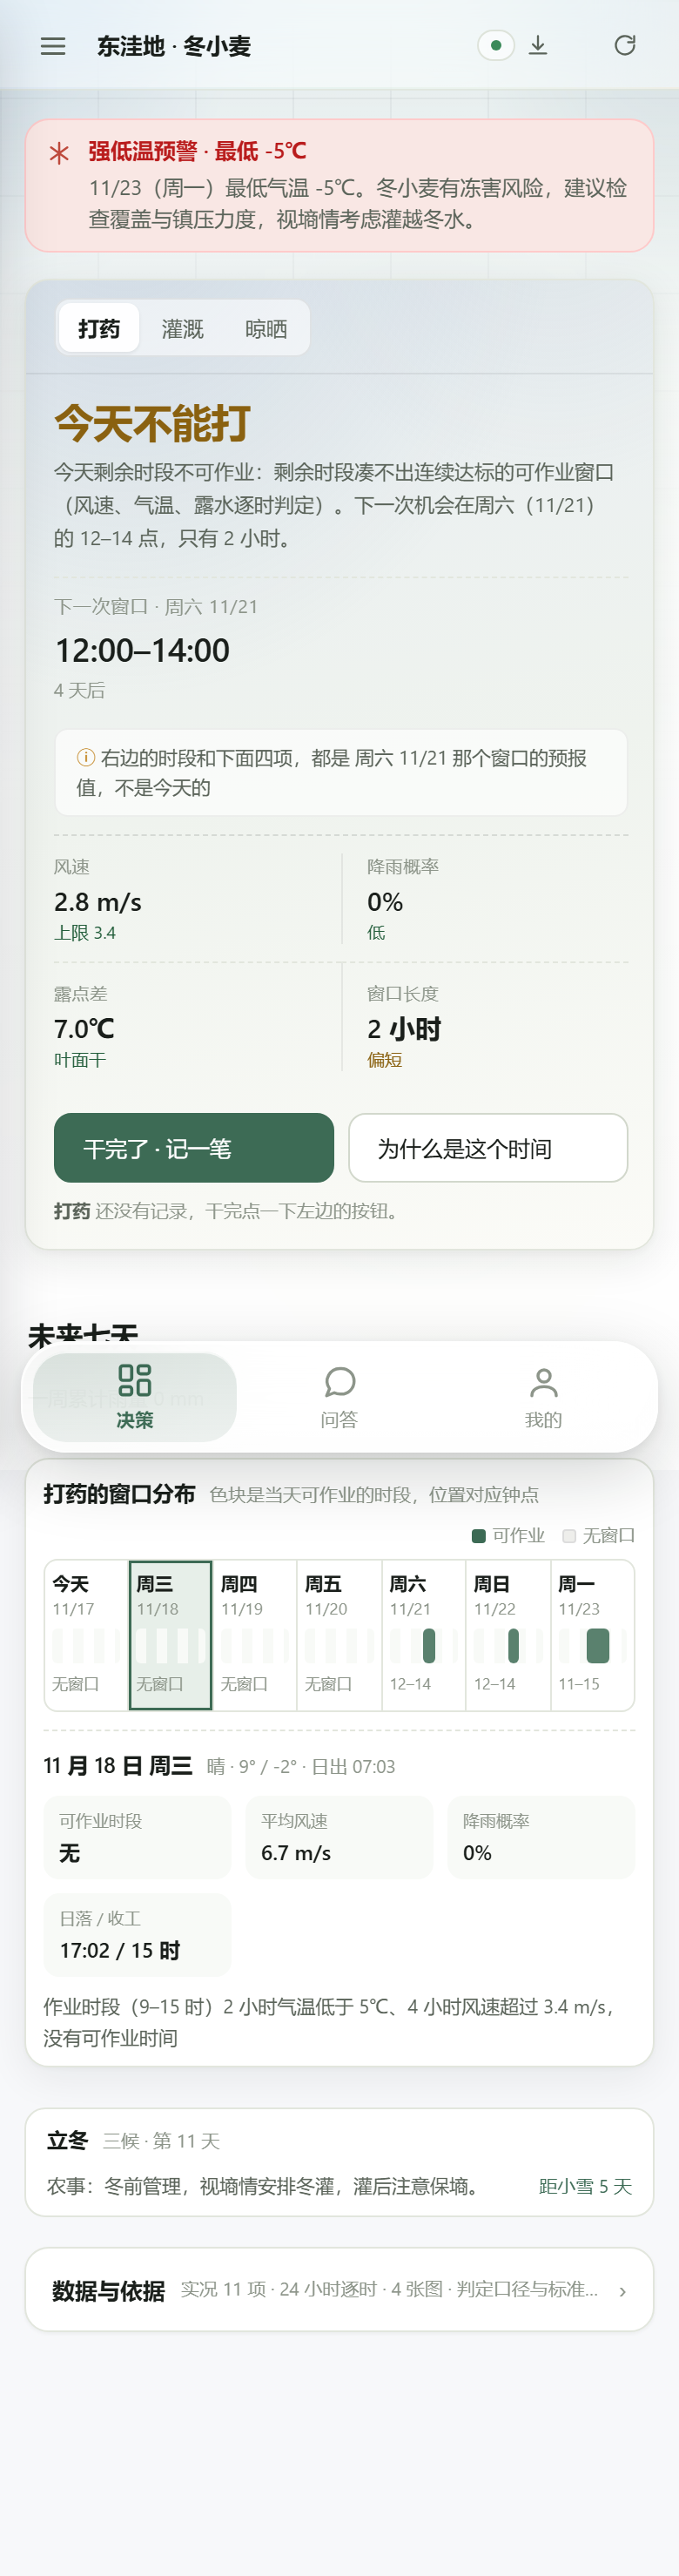 东洼地 · 冬小麦
强低温预警 · 最低 -5℃
11/23（周一）最低气温 -5℃。冬小麦有冻害风险，建议检
查覆盖与镇压力度，视墒情考虑灌越冬水。
打药 灌溉 晾晒
今天不能打
今天剩余时段不可作业：剩余时段凑不出连续达标的可作业窗口
（风速、气温、露水逐时判定）。下一次机会在周六（11/21）
的 12–14 点，只有 2 小时。
下一次窗口 · 周六 11/21
12:00–14:00
4 天后
右边的时段和下面四项，都是 周六 11/21 那个窗口的预报
值，不是今天的
风速 降雨概率
2.8 m/s 0%
上限 3.4 低
露点差 窗口长度
7.0℃ 2 小时
叶面干 偏短
干完了 · 记一笔 为什么是这个时间
打药 还没有记录，干完点一下左边的按钮。
未来七天
一周累计降雨 0 mm
决策 问答 我的
打药的窗口分布 色块是当天可作业的时段，位置对应钟点
可作业 无窗口
今天 周三 周四 周五 周六 周日 周一
11/17 11/18 11/19 11/20 11/21 11/22 11/23
无窗口 无窗口 无窗口 无窗口 12–14 12–14 11–15
11 月 18 日 周三 晴 · 9° / -2° · 日出 07:03
可作业时段 平均风速 降雨概率
无 6.7 m/s 0%
日落 / 收工
17:02 / 15 时
作业时段（9–15 时）2 小时气温低于 5℃、4 小时风速超过 3.4 m/s，
没有可作业时间
立冬 三候 · 第 11 天
农事：冬前管理，视墒情安排冬灌，灌后注意保墒。 距小雪 5 天
数据与依据 实况 11 项 · 24 小时逐时 · 4 张图 · 判定口径与标准… ›